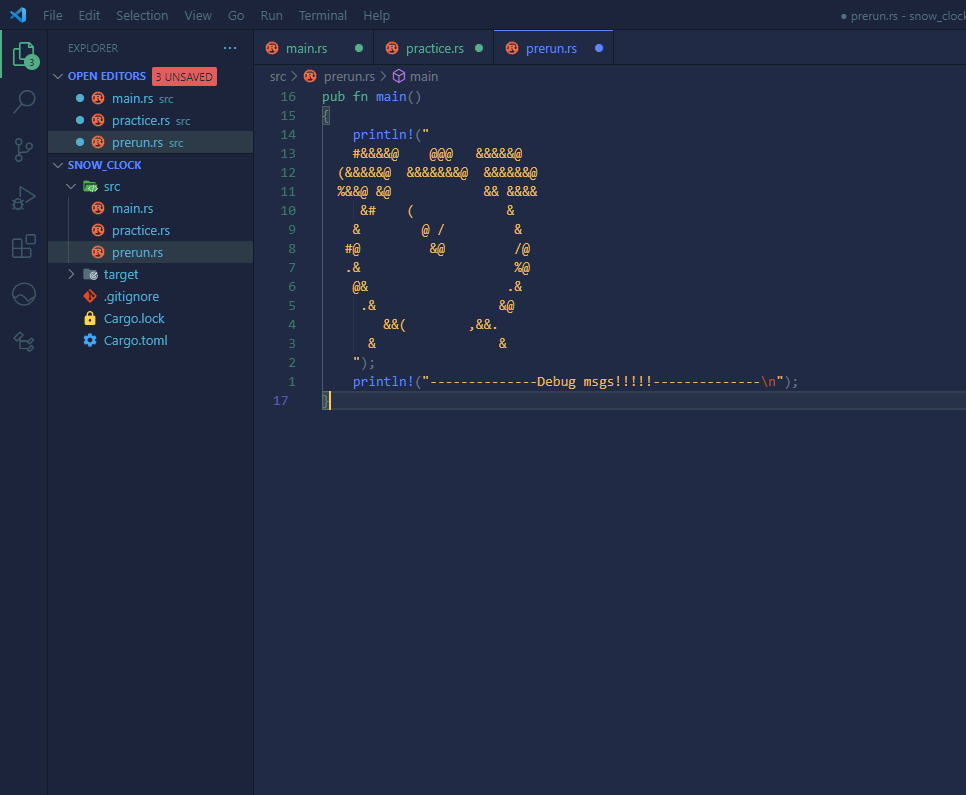 File Edit Selection View Go Run Terminal Help ● prerun.rs - snow_clock
EXPLORER ···
OPEN EDITORS 3 UNSAVED
main.rs src
practice.rs src
prerun.rs src
SNOW_CLOCK
src
main.rs
practice.rs
prerun.rs
target
.gitignore
Cargo.lock
Cargo.toml
3
main.rs practice.rs prerun.rs
src > prerun.rs > main
16 pub fn main()
15 {
14     println!("
13     #&&&&@    @@@   &&&&&@
12   (&&&&&@  &&&&&&&@  &&&&&&@
11   %&&@ &@            && &&&&
10      &#    (            &
9     &        @ /         &
8    #@         &@         /@
7    .&                    %@
6     @&                  .&
5      .&                &@
4         &&(        ,&&.
3       &                &
2     ");
1     println!("--------------Debug msgs!!!!!--------------\n");
17 }